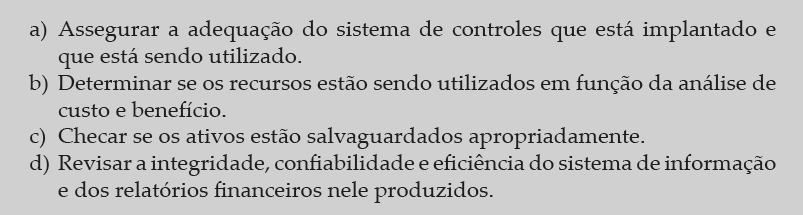 a) Assegurar a adequação do sistema de controles que está implantado e
que está sendo utilizado.
b) Determinar se os recursos estão sendo utilizados em função da análise de
custo e benefício.
c) Checar se os ativos estão salvaguardados apropriadamente.
d) Revisar a integridade, confiabilidade e eficiência do sistema de informação
e dos relatórios financeiros nele produzidos.